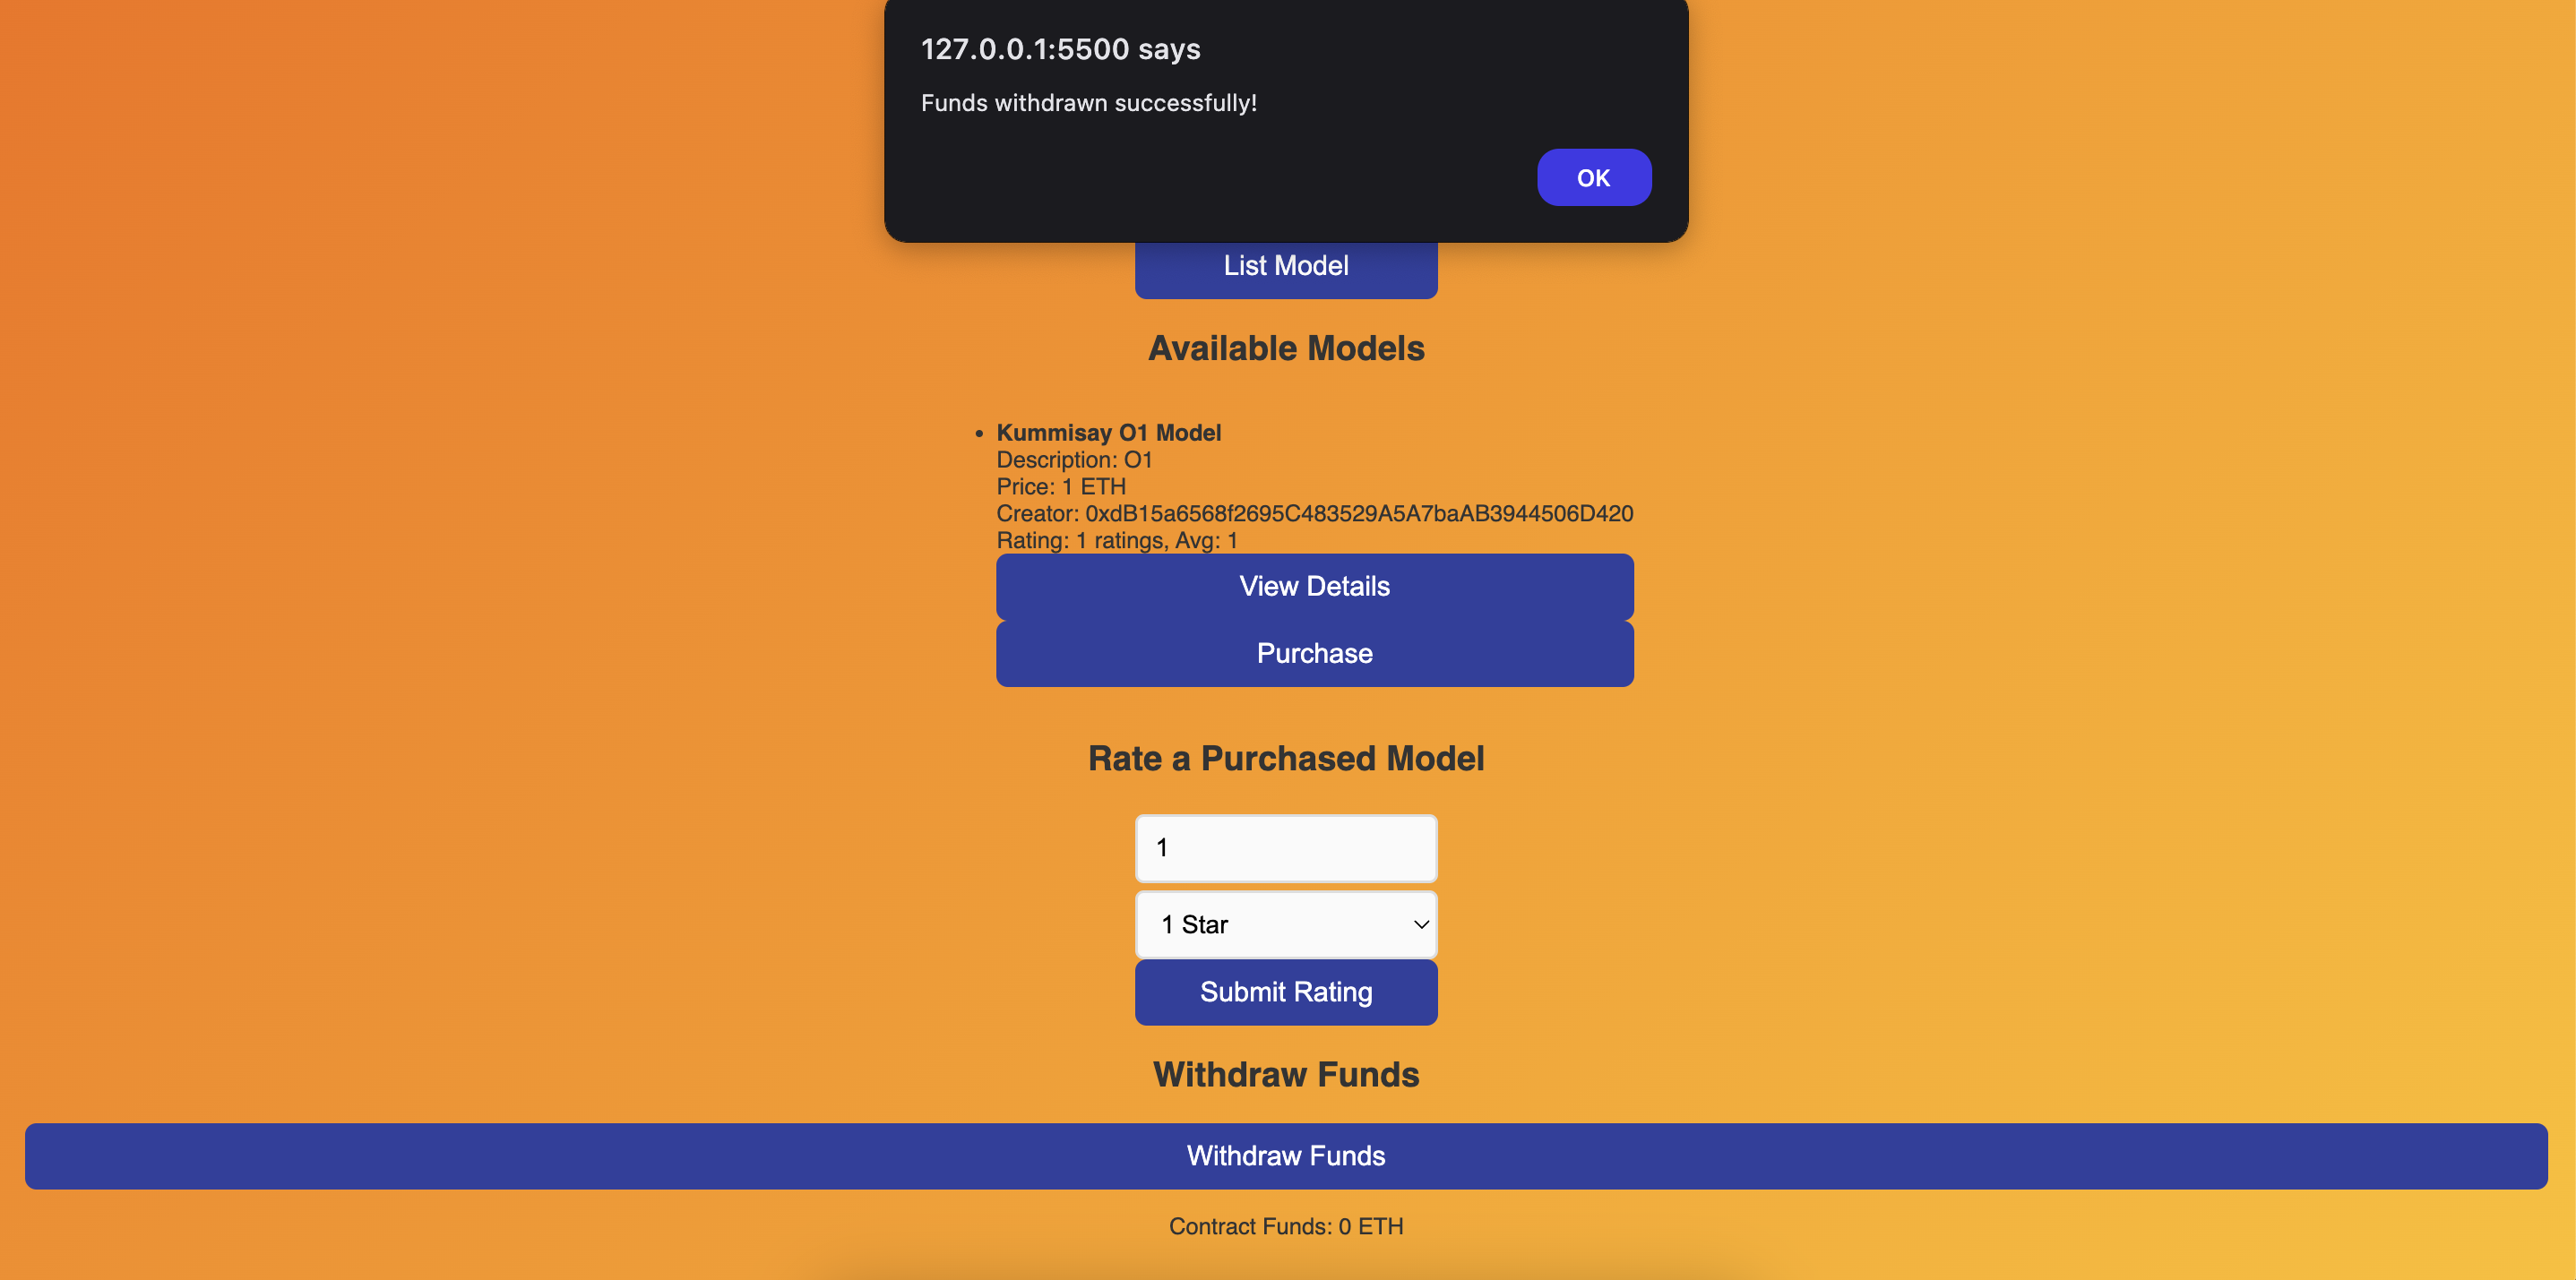 127.0.0.1:5500 says
Funds withdrawn successfully!
OK
List Model
Available Models
• Kummisay O1 Model
Description: O1
Price: 1 ETH
Creator: 0xdB15a6568f2695C483529A5A7baAB3944506D420
Rating: 1 ratings, Avg: 1
View Details
Purchase
Rate a Purchased Model
1
1 Star
Submit Rating
Withdraw Funds
Withdraw Funds
Contract Funds: 0 ETH